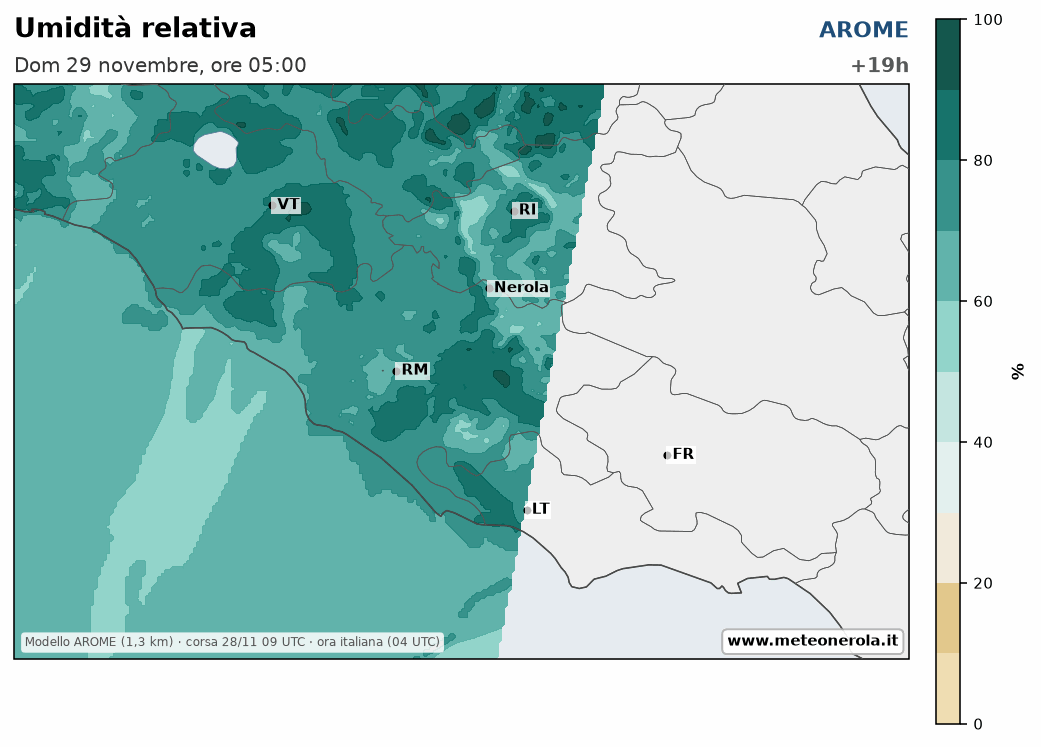 Umidità relativa
AROME
Dom 29 novembre, ore 05:00
+19h
100
80
60
40
20
0
%
VT
RI
Nerola
RM
FR
LT
Modello AROME (1,3 km) · corsa 28/11 09 UTC · ora italiana (04 UTC)
www.meteonerola.it